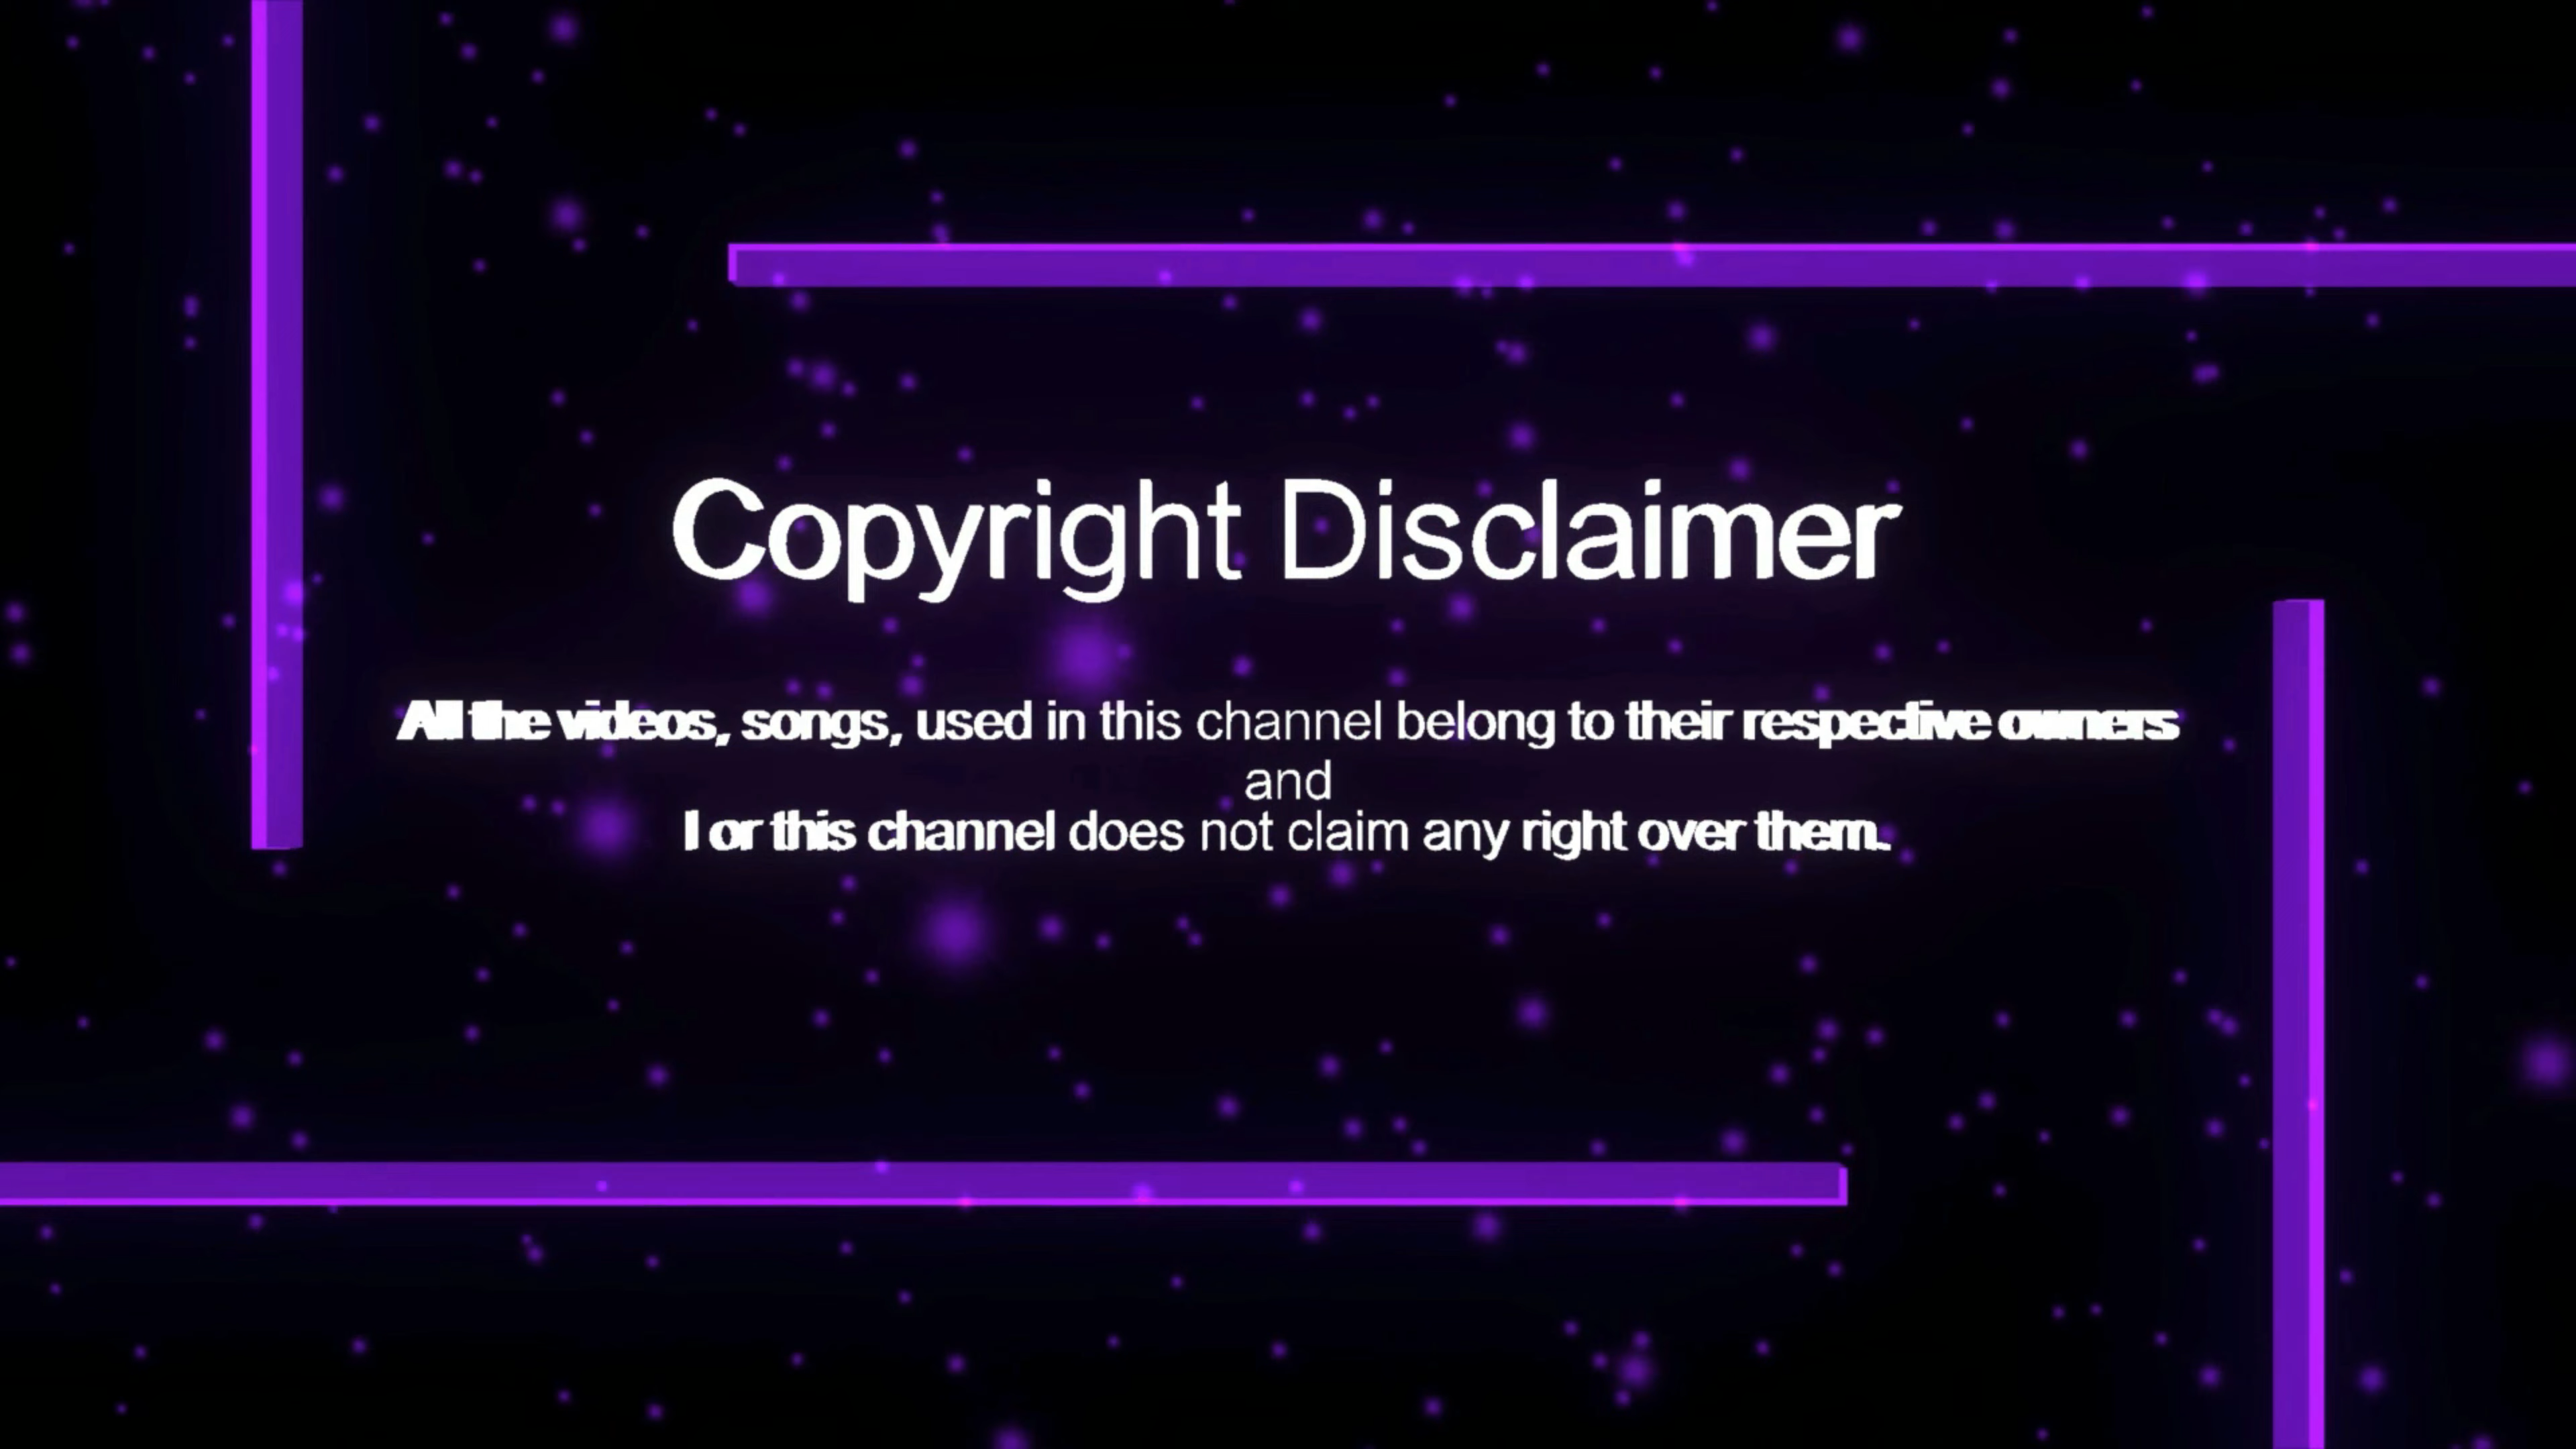 Copyright Disclaimer
All the videos, songs, used in this channel belong to their respective owners
and
I or this channel does not claim any right over them.